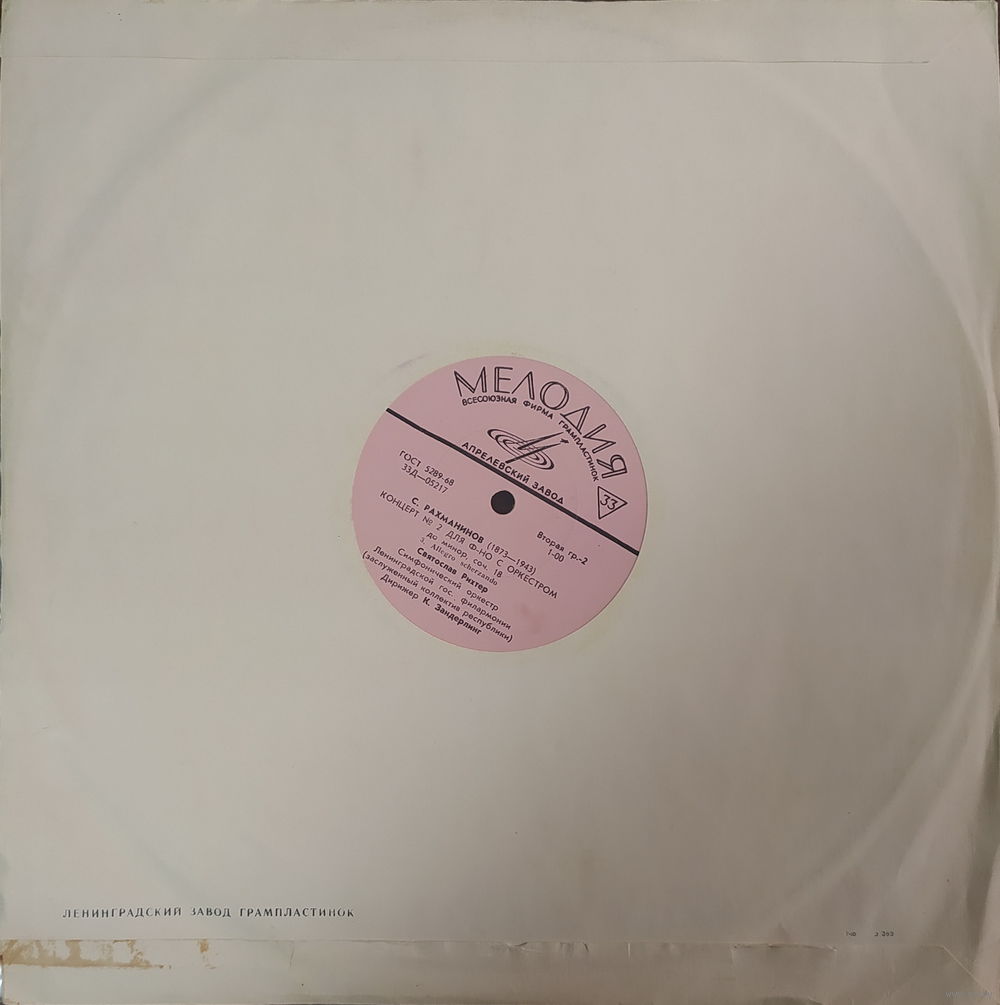 МЕЛОДИЯ
ВСЕСОЮЗНАЯ ФИРМА ГРАМПЛАСТИНОК
АПРЕЛЕВСКИЙ ЗАВОД
33
ГОСТ 5289-68
33Д—05217
Вторая гр.-2
1-00
С. РАХМАНИНОВ (1873—1943)
КОНЦЕРТ № 2 ДЛЯ Ф-НО С ОРКЕСТРОМ
до минор, соч. 18
3. Allegro scherzando
Святослав Рихтер
Симфонический оркестр
Ленинградской гос. филармонии
(заслуженный коллектив республики)
Дирижер К. Зандерлинг
ЛЕНИНГРАДСКИЙ ЗАВОД ГРАМПЛАСТИНОК